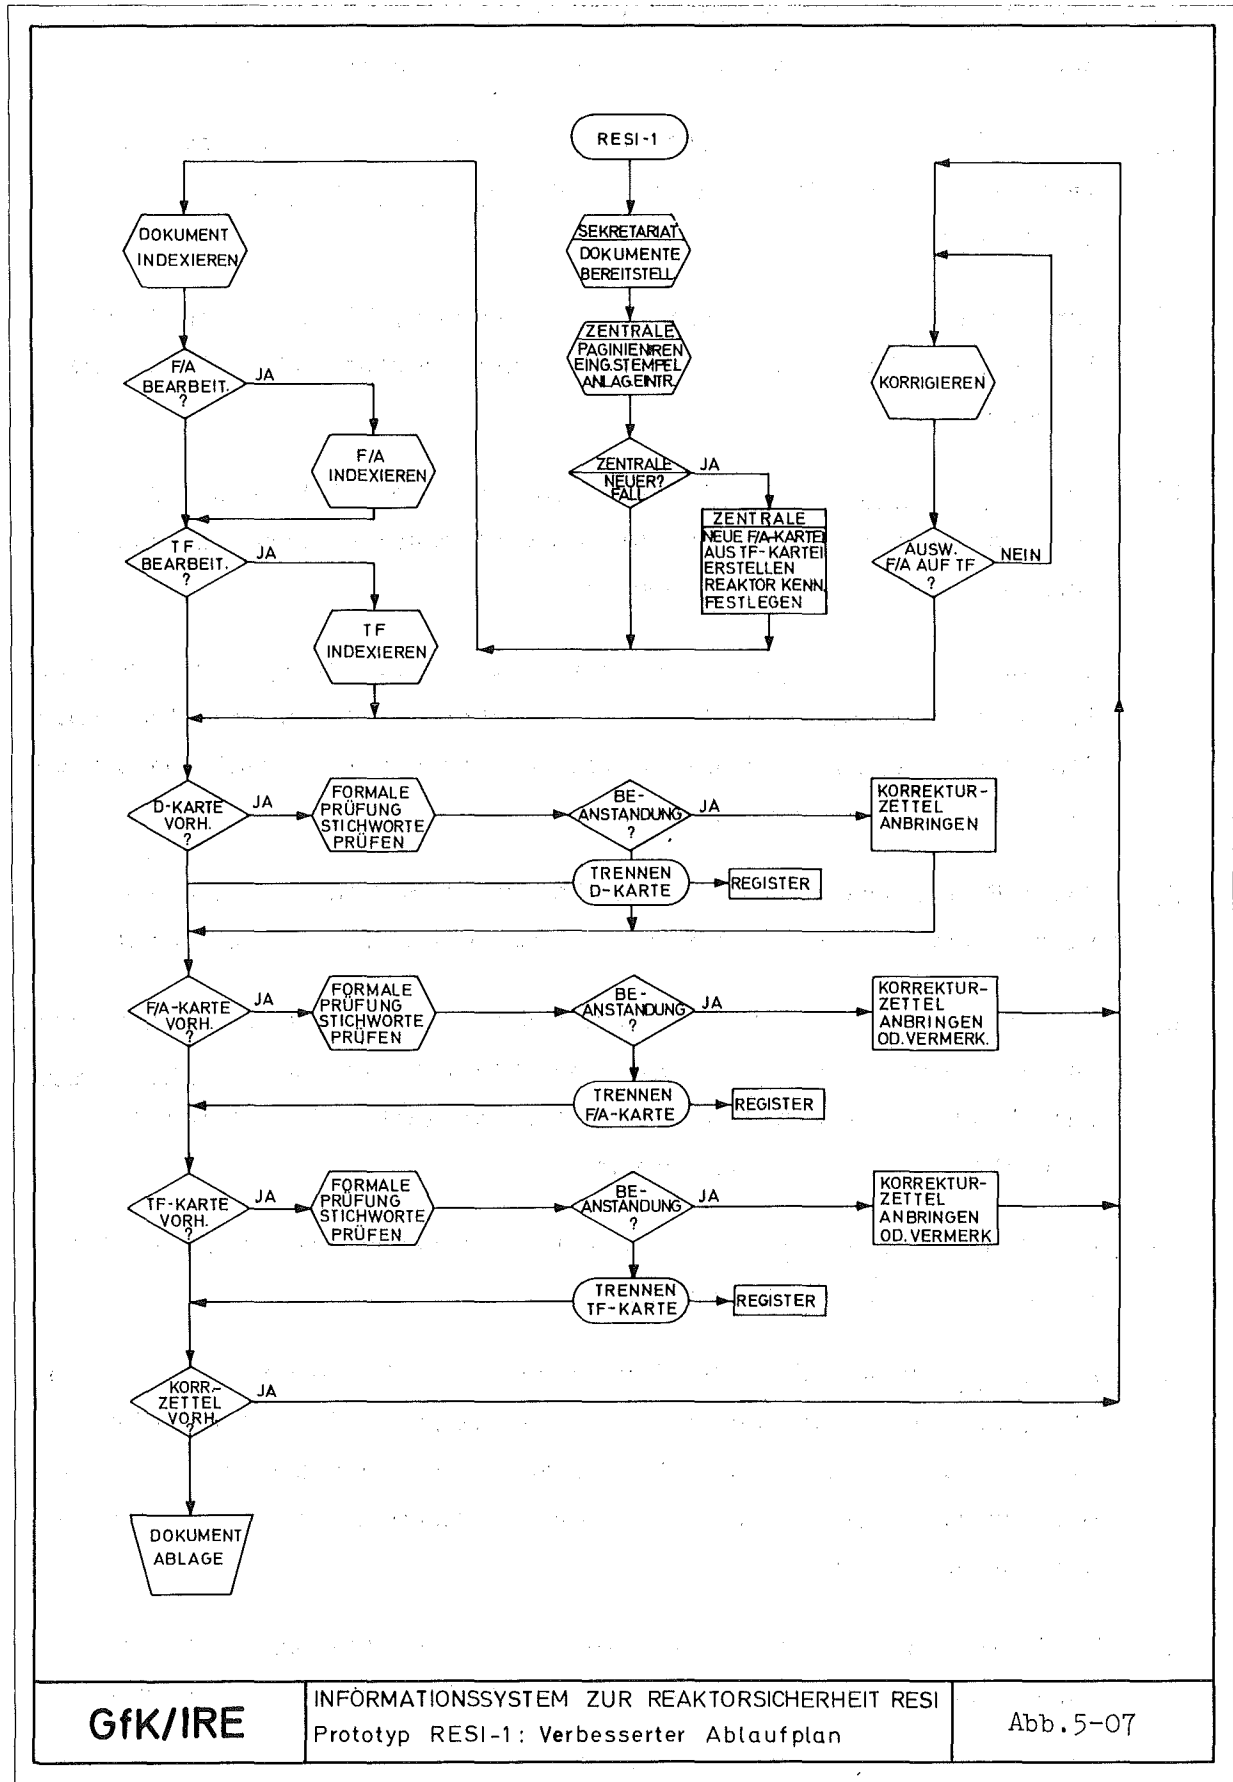 RESI-1
SEKRETARIAT
DOKUMENTE
BEREITSTELL.
ZENTRALE
PAGINIENREN
EING.STEMPEL
ANLAG.EINTR.
ZENTRALE
NEUER?
FALL
JA
ZENTRALE
NEUE F/A-KARTEI
AUS TF-KARTEI
ERSTELLEN
REAKTOR KENN.
FESTLEGEN
DOKUMENT
INDEXIEREN
F/A
BEARBEIT.
?
JA
F/A
INDEXIEREN
TF
BEARBEIT.
?
JA
TF
INDEXIEREN
KORRIGIEREN
AUSW.
F/A AUF TF
?
NEIN
D-KARTE
VORH.
?
JA
FORMALE
PRÜFUNG
STICHWORTE
PRÜFEN
BE-
ANSTANDUNG
?
JA
KORREKTUR-
ZETTEL
ANBRINGEN
TRENNEN
D-KARTE
REGISTER
F/A-KARTE
VORH.
?
JA
FORMALE
PRÜFUNG
STICHWORTE
PRÜFEN
BE-
ANSTANDUNG
?
JA
KORREKTUR-
ZETTEL
ANBRINGEN
OD.VERMERK.
TRENNEN
F/A-KARTE
REGISTER
TF-KARTE
VORH.
?
JA
FORMALE
PRÜFUNG
STICHWORTE
PRÜFEN
BE-
ANSTANDUNG
?
JA
KORREKTUR-
ZETTEL
ANBRINGEN
OD.VERMERK
TRENNEN
TF-KARTE
REGISTER
KORR.-
ZETTEL
VORH.
?
JA
DOKUMENT
ABLAGE
GfK/IRE
INFORMATIONSSYSTEM ZUR REAKTORSICHERHEIT RESI
Prototyp RESI-1: Verbesserter Ablaufplan
Abb.5-07